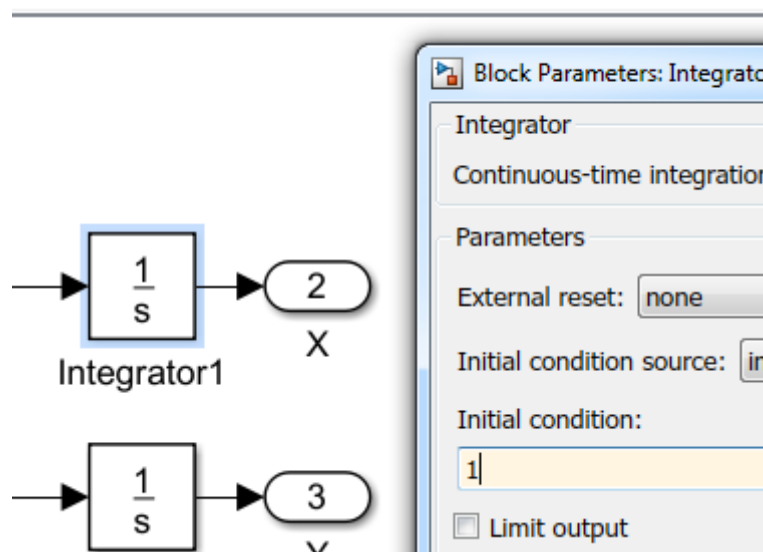 Block Parameters: Integrato
Integrator
Continuous-time integration
Parameters
External reset: none
Initial condition source: in
Initial condition:
1
Limit output
1
s
2
X
Integrator1
1
s
3